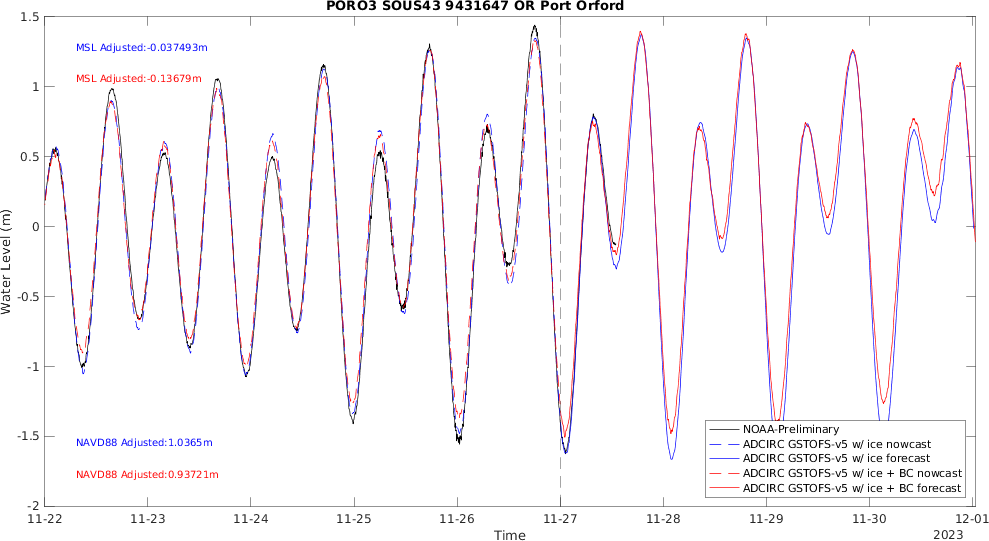 PORO3 SOUS43 9431647 OR Port Orford
1.5
MSL Adjusted:-0.037493m
MSL Adjusted:-0.13679m
1
0.5
0
Water Level (m)
-0.5
-1
-1.5
NAVD88 Adjusted:1.0365m
NAVD88 Adjusted:0.93721m
-2
NOAA-Preliminary
ADCIRC GSTOFS-v5 w/ ice nowcast
ADCIRC GSTOFS-v5 w/ ice forecast
ADCIRC GSTOFS-v5 w/ ice + BC nowcast
ADCIRC GSTOFS-v5 w/ ice + BC forecast
11-22 11-23 11-24 11-25 11-26 11-27 11-28 11-29 11-30 12-01
Time
2023